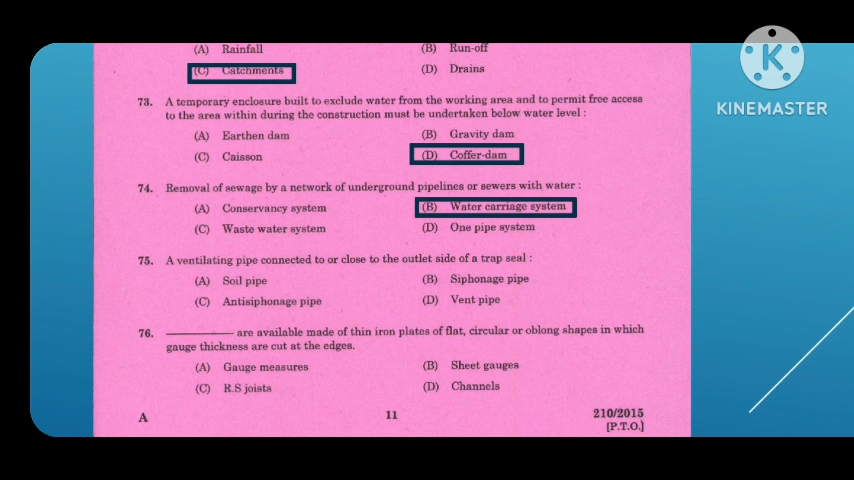 (A) Rainfall (B) Run-off
(C) Catchments (D) Drains
KINEMASTER
73. A temporary enclosure built to exclude water from the working area and to permit free access
to the area within during the construction must be undertaken below water level :
(A) Earthen dam (B) Gravity dam
(C) Caisson (D) Coffer-dam
74. Removal of sewage by a network of underground pipelines or sewers with water :
(A) Conservancy system (B) Water carriage system
(C) Waste water system (D) One pipe system
75. A ventilating pipe connected to or close to the outlet side of a trap seal :
(A) Soil pipe (B) Siphonage pipe
(C) Antisiphonage pipe (D) Vent pipe
76. ———— are available made of thin iron plates of flat, circular or oblong shapes in which
gauge thickness are cut at the edges.
(A) Gauge measures (B) Sheet gauges
(C) R.S joists (D) Channels
A 11 210/2015
[P.T.O.]